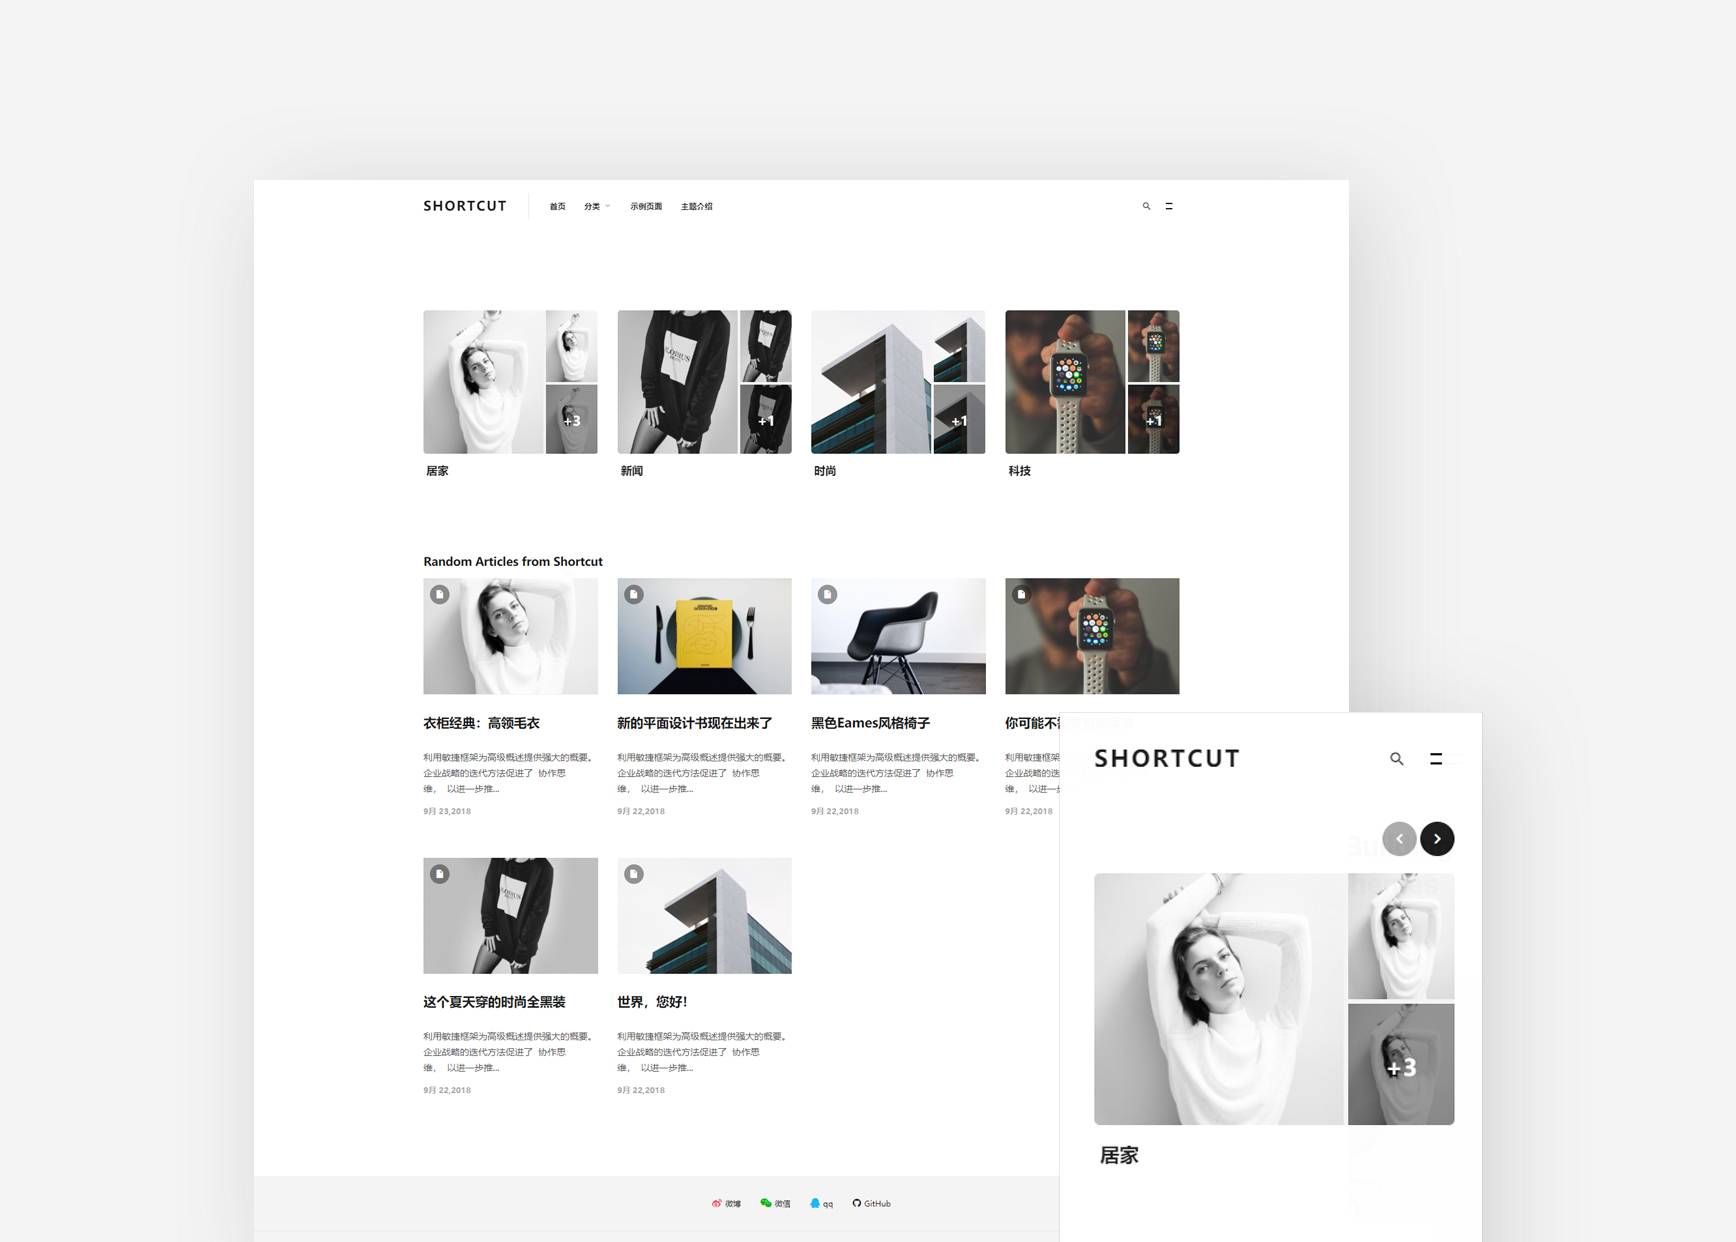 SHORTCUT
首页 分类 示例页面 主题介绍
+3
+1
+1
+1
居家
新闻
时尚
科技
Random Articles from Shortcut
衣柜经典：高领毛衣
利用敏捷框架为高级概述提供强大的概要。
企业战略的迭代方法促进了 协作思
维， 以进一步推...
9月 23,2018
新的平面设计书现在出来了
利用敏捷框架为高级概述提供强大的概要。
企业战略的迭代方法促进了 协作思
维， 以进一步推...
9月 22,2018
黑色Eames风格椅子
利用敏捷框架为高级概述提供强大的概要。
企业战略的迭代方法促进了 协作思
维， 以进一步推...
9月 22,2018
你可能不
利用敏捷框架
企业战略的迭
维， 以进一步
9月 22,2018
这个夏天穿的时尚全黑装
利用敏捷框架为高级概述提供强大的概要。
企业战略的迭代方法促进了 协作思
维， 以进一步推...
9月 22,2018
世界，您好！
利用敏捷框架为高级概述提供强大的概要。
企业战略的迭代方法促进了 协作思
维， 以进一步推...
9月 22,2018
微博 微信 qq GitHub
SHORTCUT
+3
居家